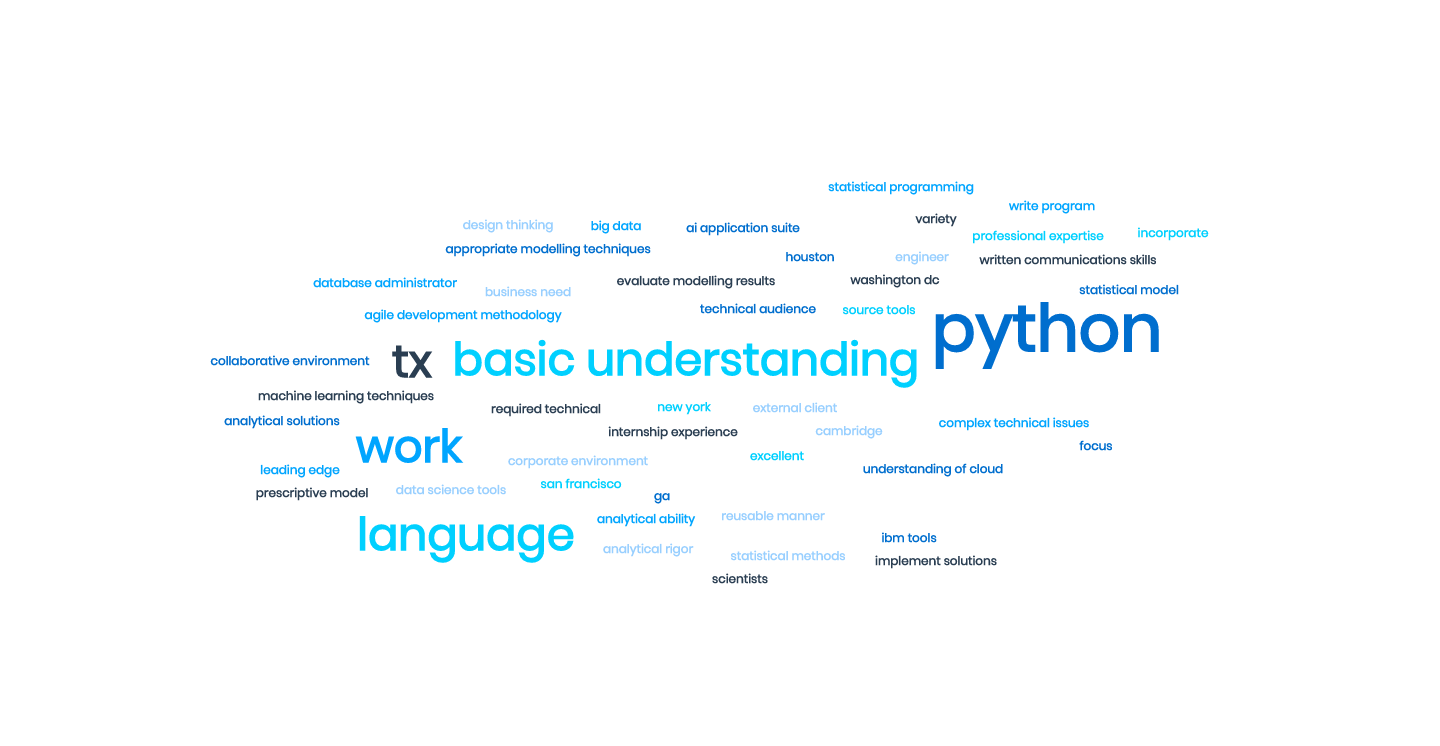 statistical programming
write program
variety
design thinking
big data
ai application suite
professional expertise
incorporate
appropriate modelling techniques
houston
engineer
written communications skills
database administrator
business need
evaluate modelling results
washington dc
statistical model
agile development methodology
technical audience
source tools
python
collaborative environment
tx
basic understanding
machine learning techniques
required technical
new york
external client
analytical solutions
complex technical issues
work
internship experience
cambridge
focus
leading edge
corporate environment
excellent
understanding of cloud
prescriptive model
data science tools
san francisco
ga
language
analytical ability
reusable manner
ibm tools
analytical rigor
statistical methods
implement solutions
scientists